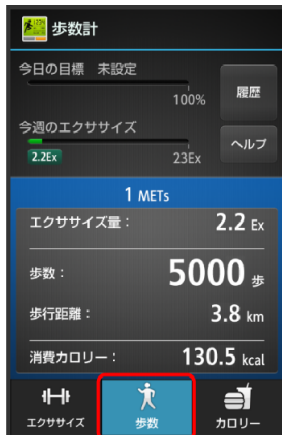 歩数計
今日の目標 未設定
100%
履歴
今週のエクササイズ
2.2Ex
23Ex
ヘルプ
1 METs
エクササイズ量： 2.2 Ex
歩数： 5000 歩
歩行距離： 3.8 km
消費カロリー： 130.5 kcal
エクササイズ 歩数 カロリー